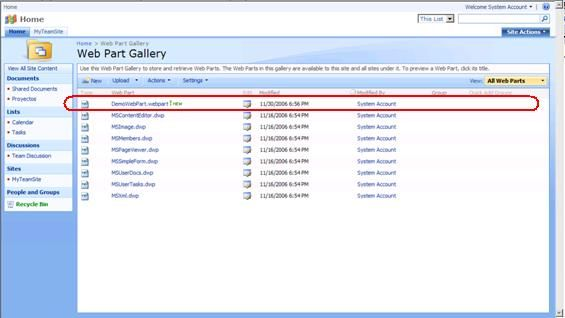 Home
Welcome System Account
Home
This List
Home MyTeamSite
Site Actions
Home > Web Part Gallery
Web Part Gallery
Use this Web Part Gallery to store and retrieve Web Parts. The Web Parts in this gallery are available to this site and all sites under it. To preview a Web Part, click its title.
View All Site Content
Documents
Shared Documents
Proyectos
Lists
Calendar
Tasks
Discussions
Team Discussion
Sites
MyTeamSite
People and Groups
Recycle Bin
New Upload Actions Settings View: All Web Parts
Type Web Part Edit Modified Modified By Group Quick Add Groups
DemoWebPart.webpart ! NEW 11/30/2006 6:56 PM System Account
MSContentEditor.dwp 11/16/2006 6:54 PM System Account
MSImage.dwp 11/16/2006 6:54 PM System Account
MSMembers.dwp 11/16/2006 6:54 PM System Account
MSPageViewer.dwp 11/16/2006 6:54 PM System Account
MSSimpleForm.dwp 11/16/2006 6:54 PM System Account
MSUserDocs.dwp 11/16/2006 6:54 PM System Account
MSUserTasks.dwp 11/16/2006 6:54 PM System Account
MSXml.dwp 11/16/2006 6:54 PM System Account